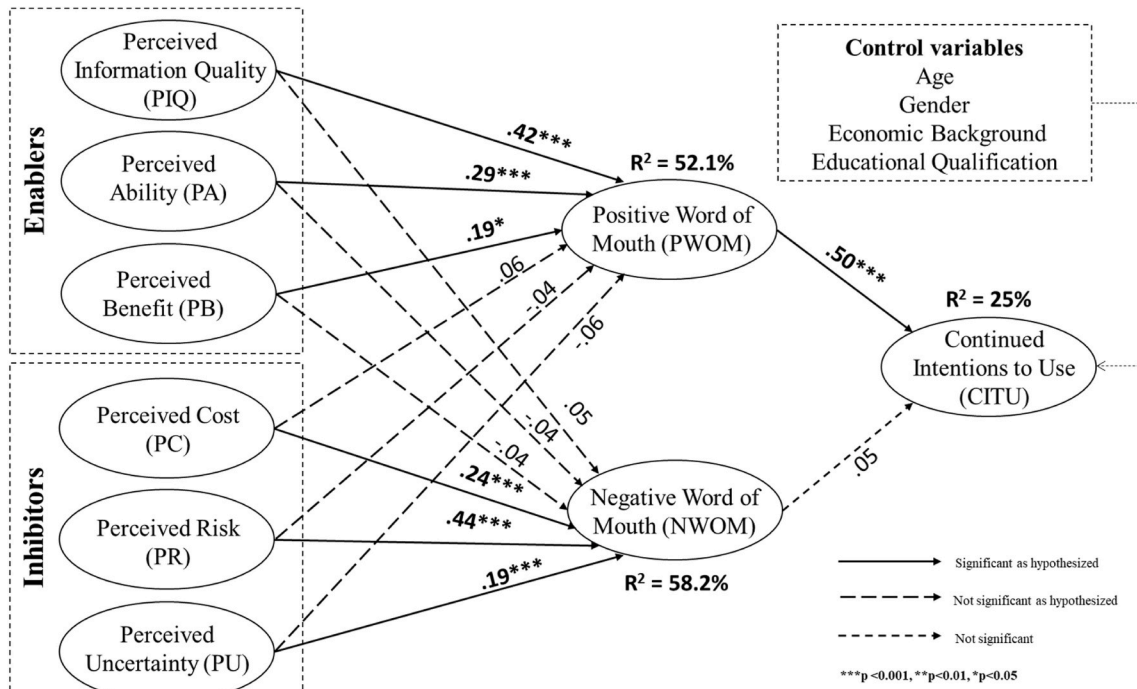 Enablers
Perceived
Information Quality
(PIQ)
Perceived
Ability (PA)
Perceived
Benefit (PB)
Inhibitors
Perceived Cost
(PC)
Perceived Risk
(PR)
Perceived
Uncertainty (PU)
.42***
.29***
.19*
.06
-.04
-.06
.05
-.04
-.04
.24***
.44***
.19***
R² = 52.1%
Positive Word of
Mouth (PWOM)
Negative Word of
Mouth (NWOM)
R² = 58.2%
.50***
.05
Control variables
Age
Gender
Economic Background
Educational Qualification
R² = 25%
Continued
Intentions to Use
(CITU)
Significant as hypothesized
Not significant as hypothesized
Not significant
***p <0.001, **p<0.01, *p<0.05